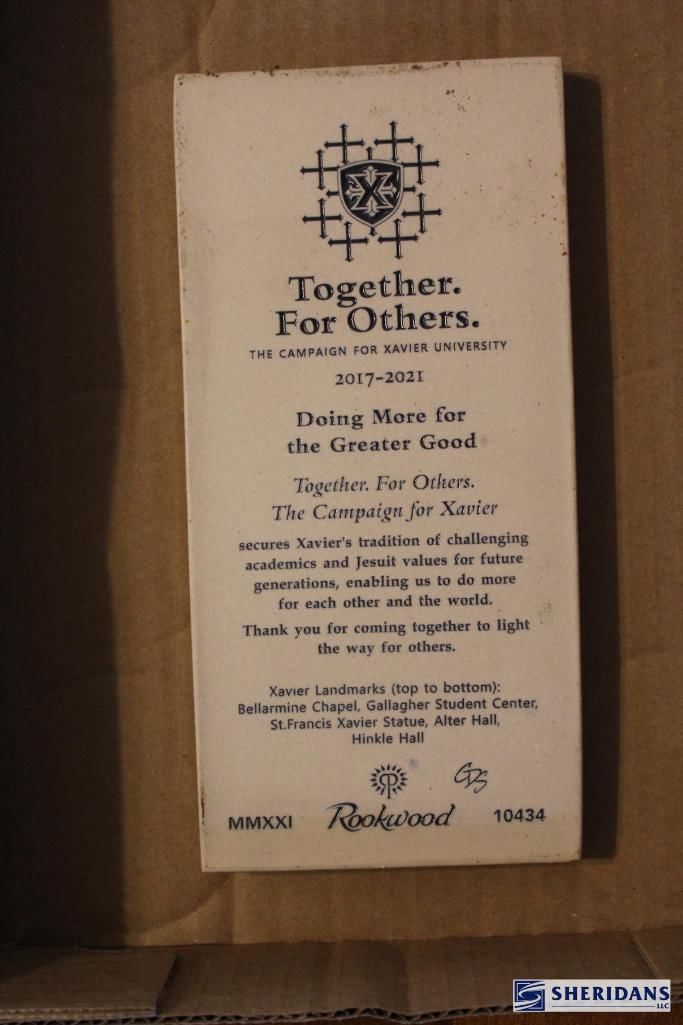 X
Together.
For Others.
THE CAMPAIGN FOR XAVIER UNIVERSITY
2017-2021
Doing More for
the Greater Good
Together. For Others.
The Campaign for Xavier
secures Xavier's tradition of challenging
academics and Jesuit values for future
generations, enabling us to do more
for each other and the world.
Thank you for coming together to light
the way for others.
Xavier Landmarks (top to bottom):
Bellarmine Chapel, Gallagher Student Center,
St.Francis Xavier Statue, Alter Hall,
Hinkle Hall
GDS
MMXXI Rookwood 10434
SHERIDANS
LLC